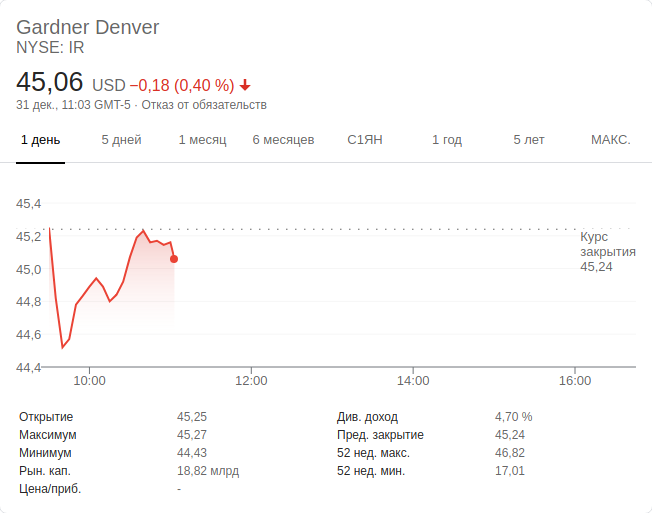 Gardner Denver
NYSE: IR
45,06 USD −0,18 (0,40 %)
31 дек., 11:03 GMT-5 · Отказ от обязательств
1 день 5 дней 1 месяц 6 месяцев С1ЯН 1 год 5 лет МАКС.
45,4
45,2
45,0
44,8
44,6
44,4
Курс
закрытия
45,24
10:00 12:00 14:00 16:00
Открытие 45,25 Див. доход 4,70 %
Максимум 45,27 Пред. закрытие 45,24
Минимум 44,43 52 нед. макс. 46,82
Рын. кап. 18,82 млрд 52 нед. мин. 17,01
Цена/приб. -